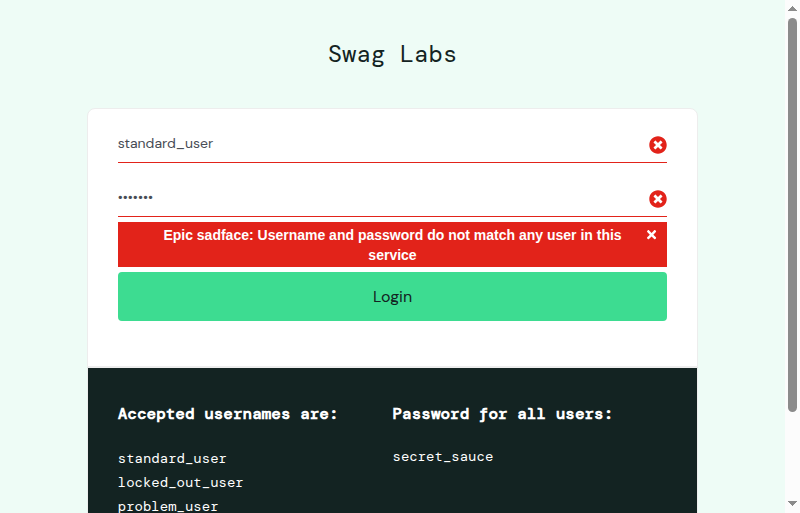 Swag Labs
standard_user
•••••••
Epic sadface: Username and password do not match any user in this
service
Login
Accepted usernames are:
Password for all users:
standard_user
secret_sauce
locked_out_user
problem_user